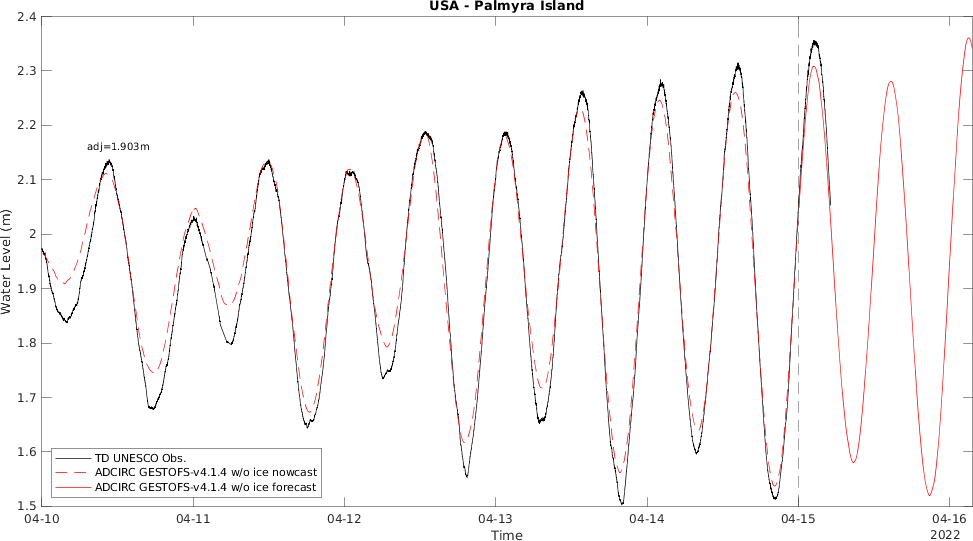 USA - Palmyra Island
2.4
2.3
2.2
2.1
2
1.9
1.8
1.7
1.6
1.5
Water Level (m)
adj=1.903m
TD UNESCO Obs.
ADCIRC GESTOFS-v4.1.4 w/o ice nowcast
ADCIRC GESTOFS-v4.1.4 w/o ice forecast
04-10 04-11 04-12 04-13 04-14 04-15 04-16
Time 2022